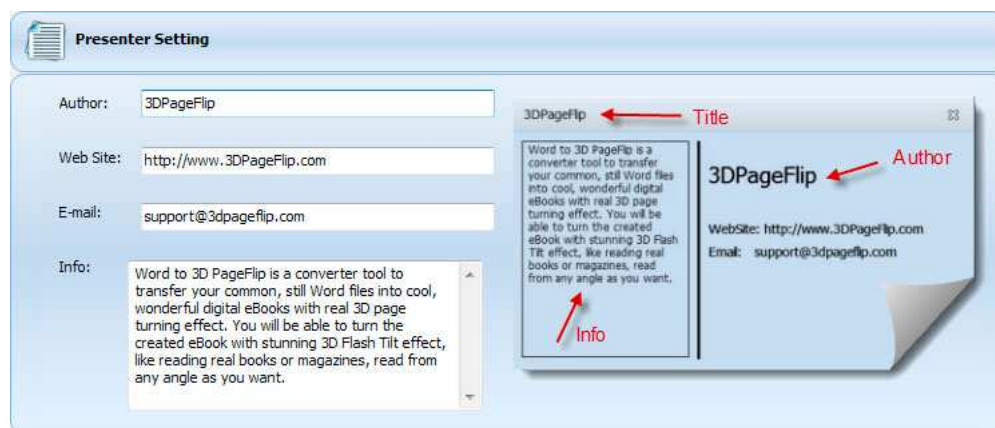 Presenter Setting
Author:
3DPageFlip
Web Site:
http://www.3DPageFlip.com
E-mail:
support@3dpageflip.com
Info:
Word to 3D PageFlip is a converter tool to
transfer your common, still Word files into cool,
wonderful digital eBooks with real 3D page
turning effect. You will be able to turn the
created eBook with stunning 3D Flash Tilt effect,
like reading real books or magazines, read from
any angle as you want.
3DPageFlip
Title
Word to 3D PageFlip is a
converter tool to transfer
your common, still Word files
into cool, wonderful digital
eBooks with real 3D page
turning effect. You will be
able to turn the created
eBook with stunning 3D Flash
Tilt effect, like reading real
books or magazines, read
from any angle as you want.
Info
3DPageFlip
Author
WebSite: http://www.3DPageFlip.com
Email: support@3dpageflip.com